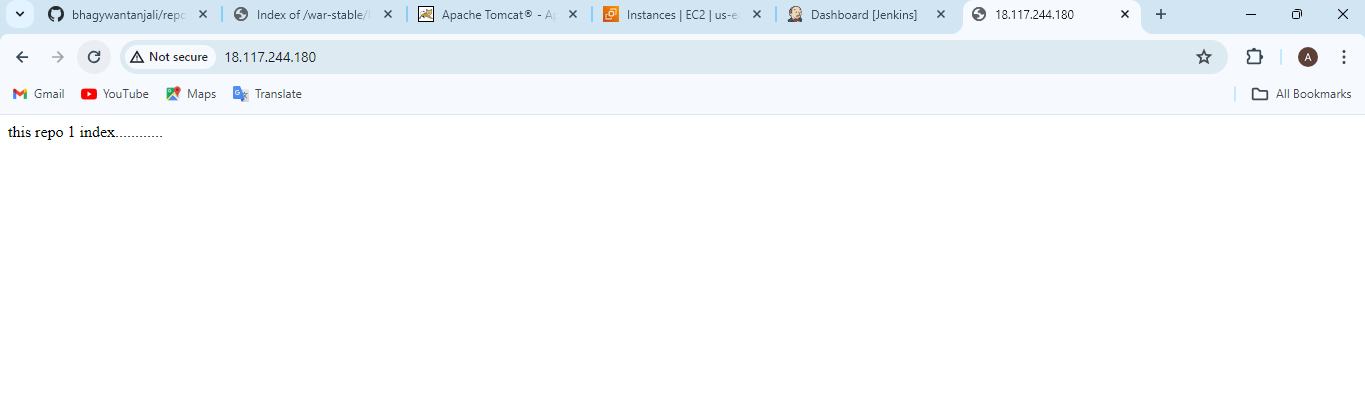 bhagywantanjali/repo
Index of /war-stable/
Apache Tomcat® - Ap
Instances | EC2 | us-e
Dashboard [Jenkins]
18.117.244.180
Not secure
18.117.244.180
A
Gmail
YouTube
Maps
Translate
All Bookmarks
this repo 1 index............